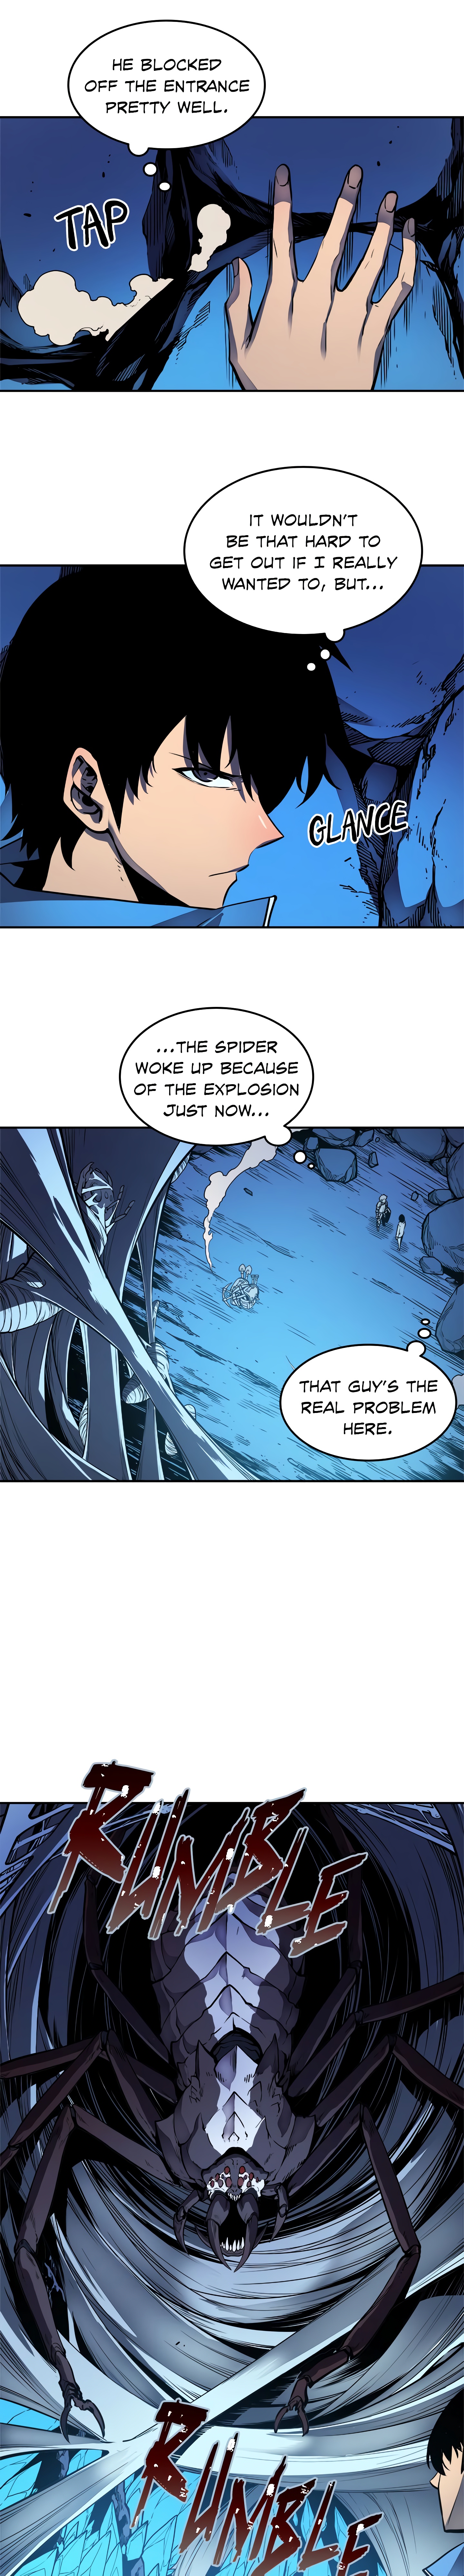 HE BLOCKED
OFF THE ENTRANCE
PRETTY WELL.
TAP
IT WOULDN'T
BE THAT HARD TO
GET OUT IF I REALLY
WANTED TO, BUT...
GLANCE
...THE SPIDER
WOKE UP BECAUSE
OF THE EXPLOSION
JUST NOW...
THAT GUY'S THE
REAL PROBLEM
HERE.
RUMBLE
RUMBLE